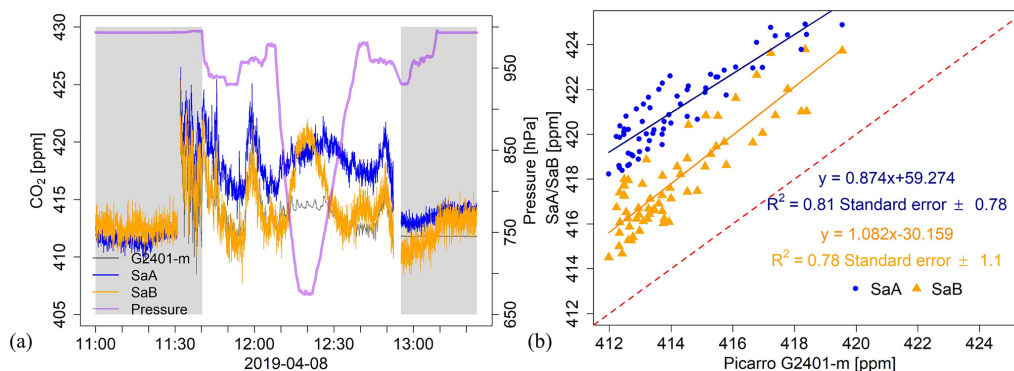 430
425
420
415
410
405
CO2 [ppm]
G2401-m
SaA
SaB
Pressure
950
850
750
650
Pressure [hPa]
11:00
11:30
12:00
12:30
13:00
2019-04-08
(a)
SaA/SaB [ppm]
424
422
420
418
416
414
412
y = 0.874x+59.274
R2 = 0.81 Standard error ± 0.78
y = 1.082x-30.159
R2 = 0.78 Standard error ± 1.1
SaA
SaB
412
414
416
418
420
422
424
Picarro G2401-m [ppm]
(b)